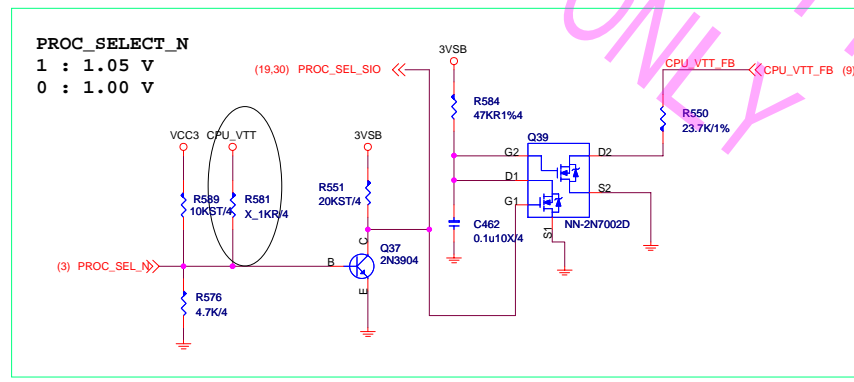 PROC_SELECT_N
1 : 1.05 V
0 : 1.00 V
(19,30) PROC_SEL_SIO
3VSB
CPU_VTT_FB
CPU_VTT_FB (9)
R584
47KR1%4
R550
23.7K/1%
VCC3
CPU_VTT
3VSB
Q39
G2
D2
D1
S2
G1
S1
NN-2N7002D
R589
10KST/4
R581
X_1KR/4
R551
20KST/4
C462
0.1u10X/4
C
Q37
2N3904
B
E
(3) PROC_SEL_N
R576
4.7K/4
ONLY